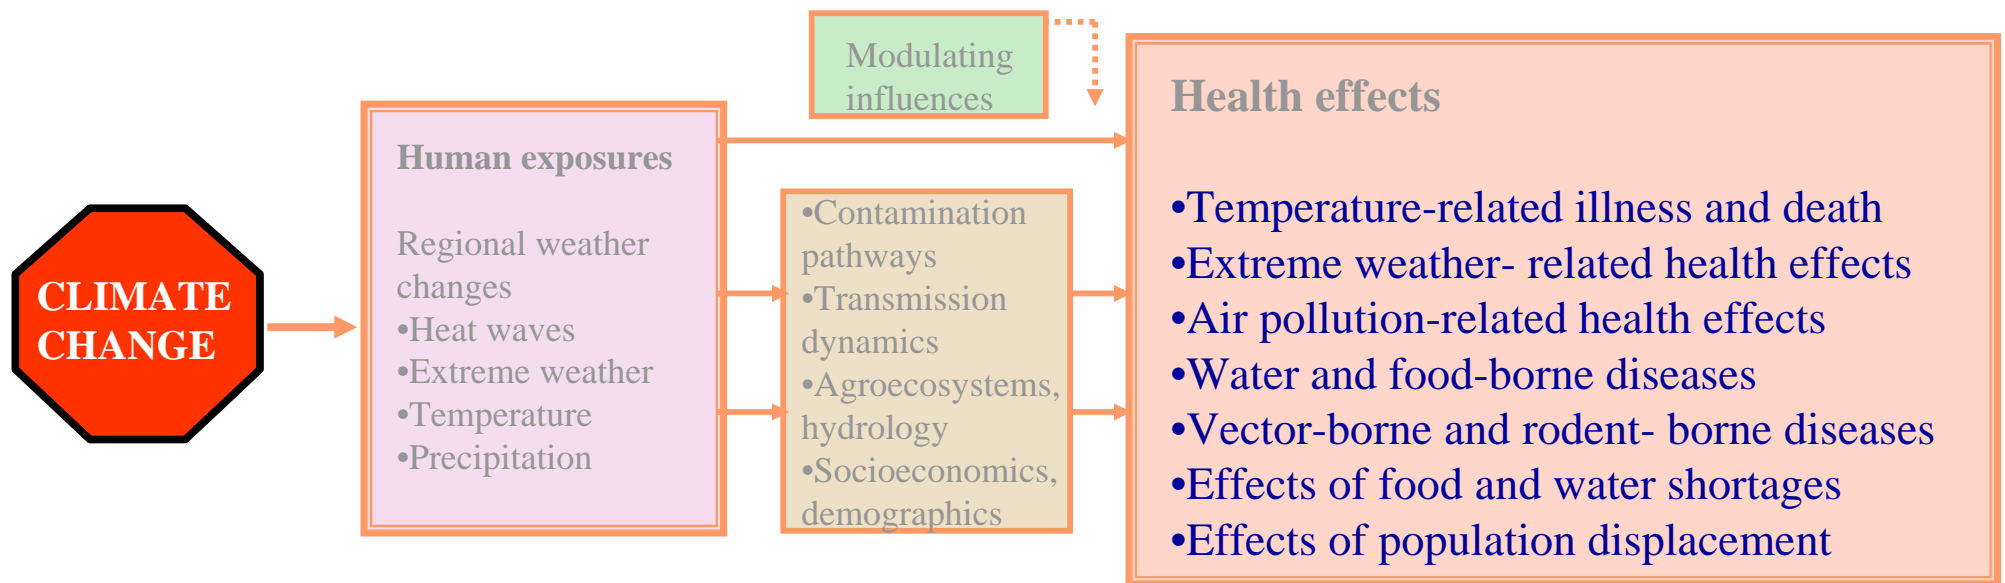 CLIMATE
CHANGE
Human exposures
Regional weather
changes
•Heat waves
•Extreme weather
•Temperature
•Precipitation
Modulating
influences
•Contamination
pathways
•Transmission
dynamics
•Agroecosystems,
hydrology
•Socioeconomics,
demographics
Health effects
•Temperature-related illness and death
•Extreme weather- related health effects
•Air pollution-related health effects
•Water and food-borne diseases
•Vector-borne and rodent- borne diseases
•Effects of food and water shortages
•Effects of population displacement